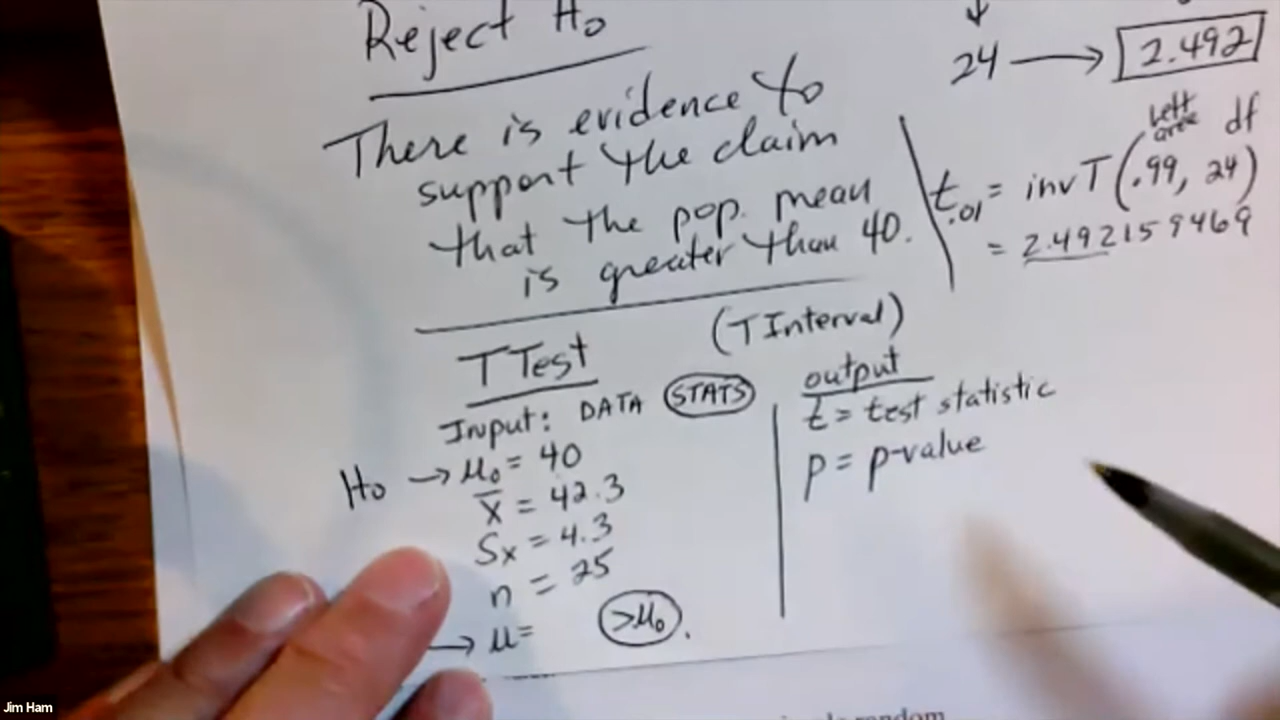 Reject H₀
There is evidence to
support the claim
that the pop. mean
is greater than 40.
24 → 2.492
Left area df
t.01 = invT(.99, 24)
= 2.492159469
TTest (TInterval)
Input: DATA STATS
H₀ → μ₀ = 40
x̄ = 42.3
Sx = 4.3
n = 25
→ μ= >μ₀.
output
t = test statistic
p = p-value
random
Jim Ham